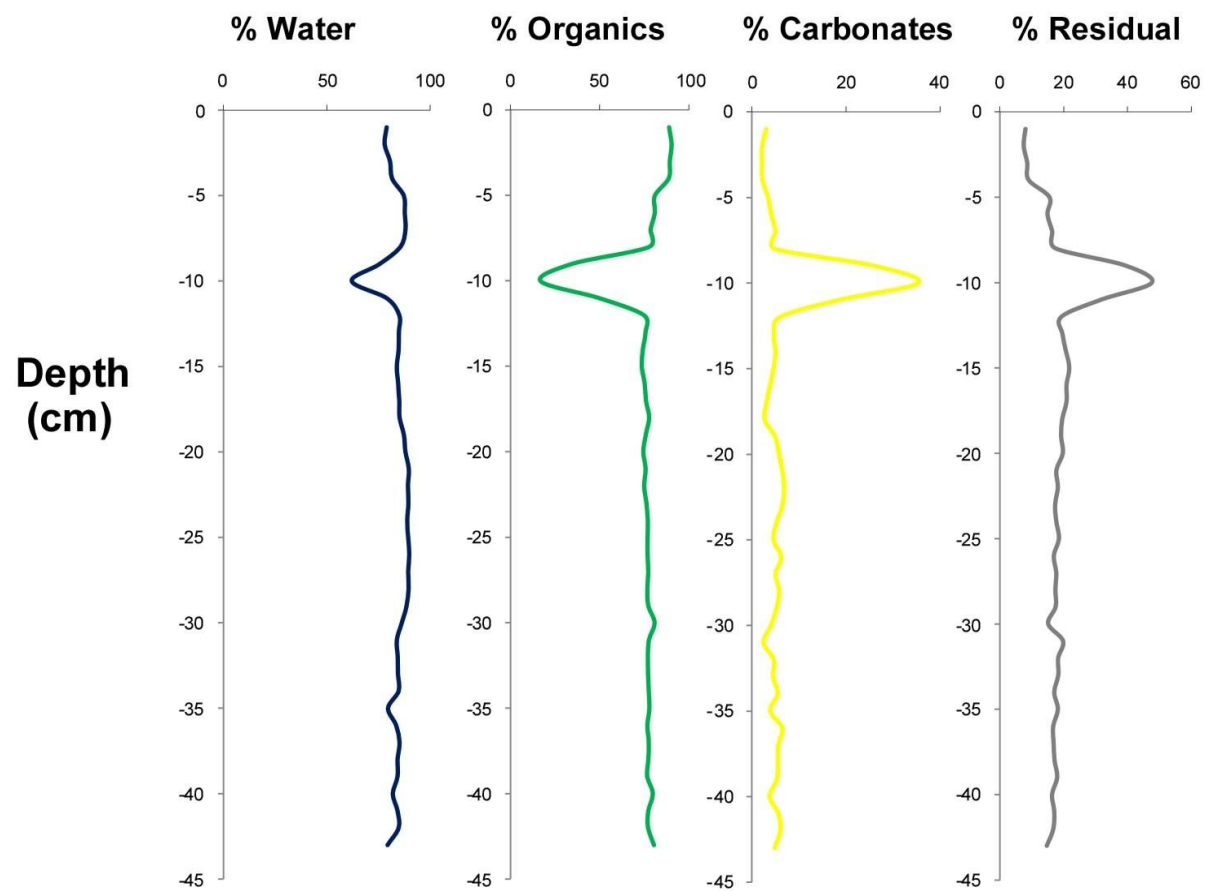 % Water % Organics % Carbonates % Residual
0 50 100 0 50 100 0 20 40 0 20 40 60
0 0 0 0
-5 -5 -5 -5
-10 -10 -10 -10
-15 -15 -15 -15
Depth
(cm)
-20 -20 -20 -20
-25 -25 -25 -25
-30 -30 -30 -30
-35 -35 -35 -35
-40 -40 -40 -40
-45 -45 -45 -45